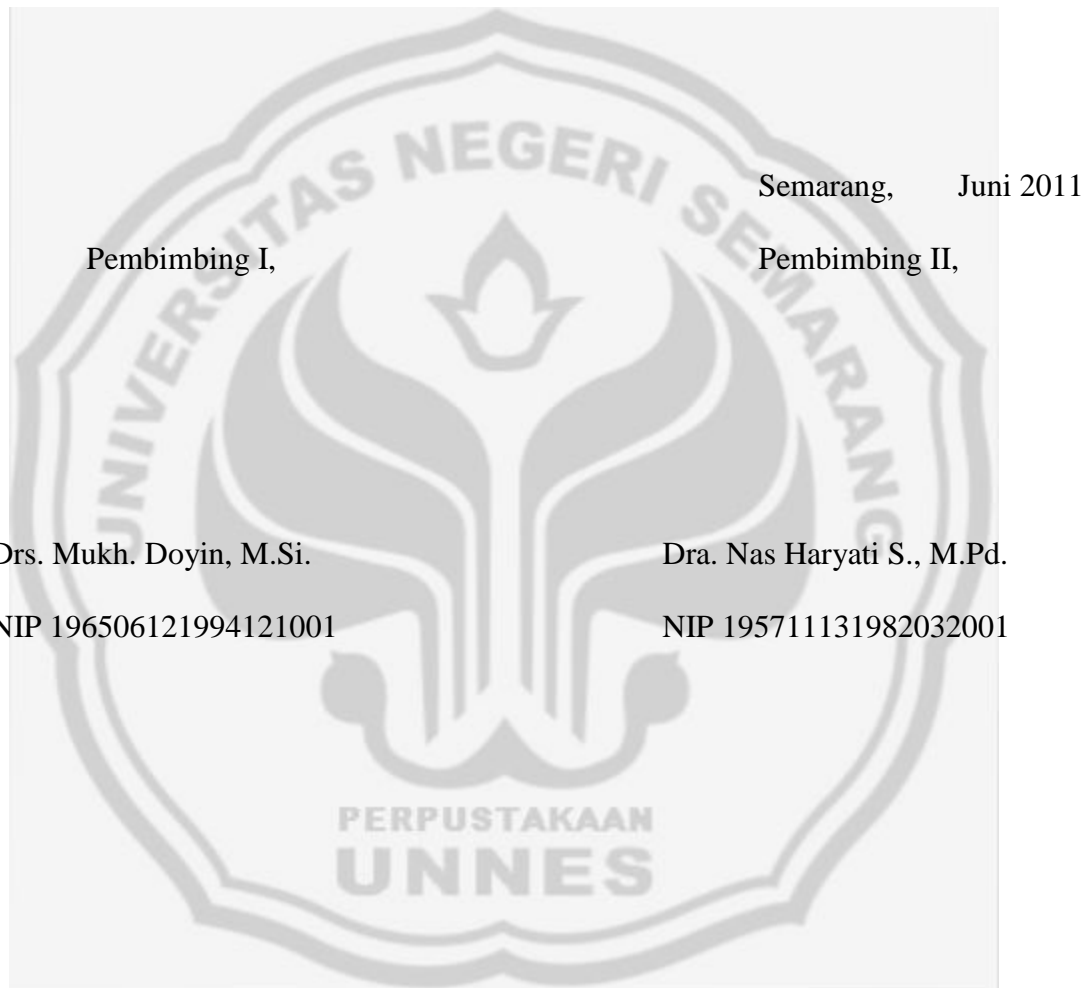 UNIVERSITAS NEGERI SEMARANG
Semarang, Juni 2011
Pembimbing I, Pembimbing II,
Drs. Mukh. Doyin, M.Si. Dra. Nas Haryati S., M.Pd.
NIP 196506121994121001 NIP 195711131982032001
PERPUSTAKAAN
UNNES